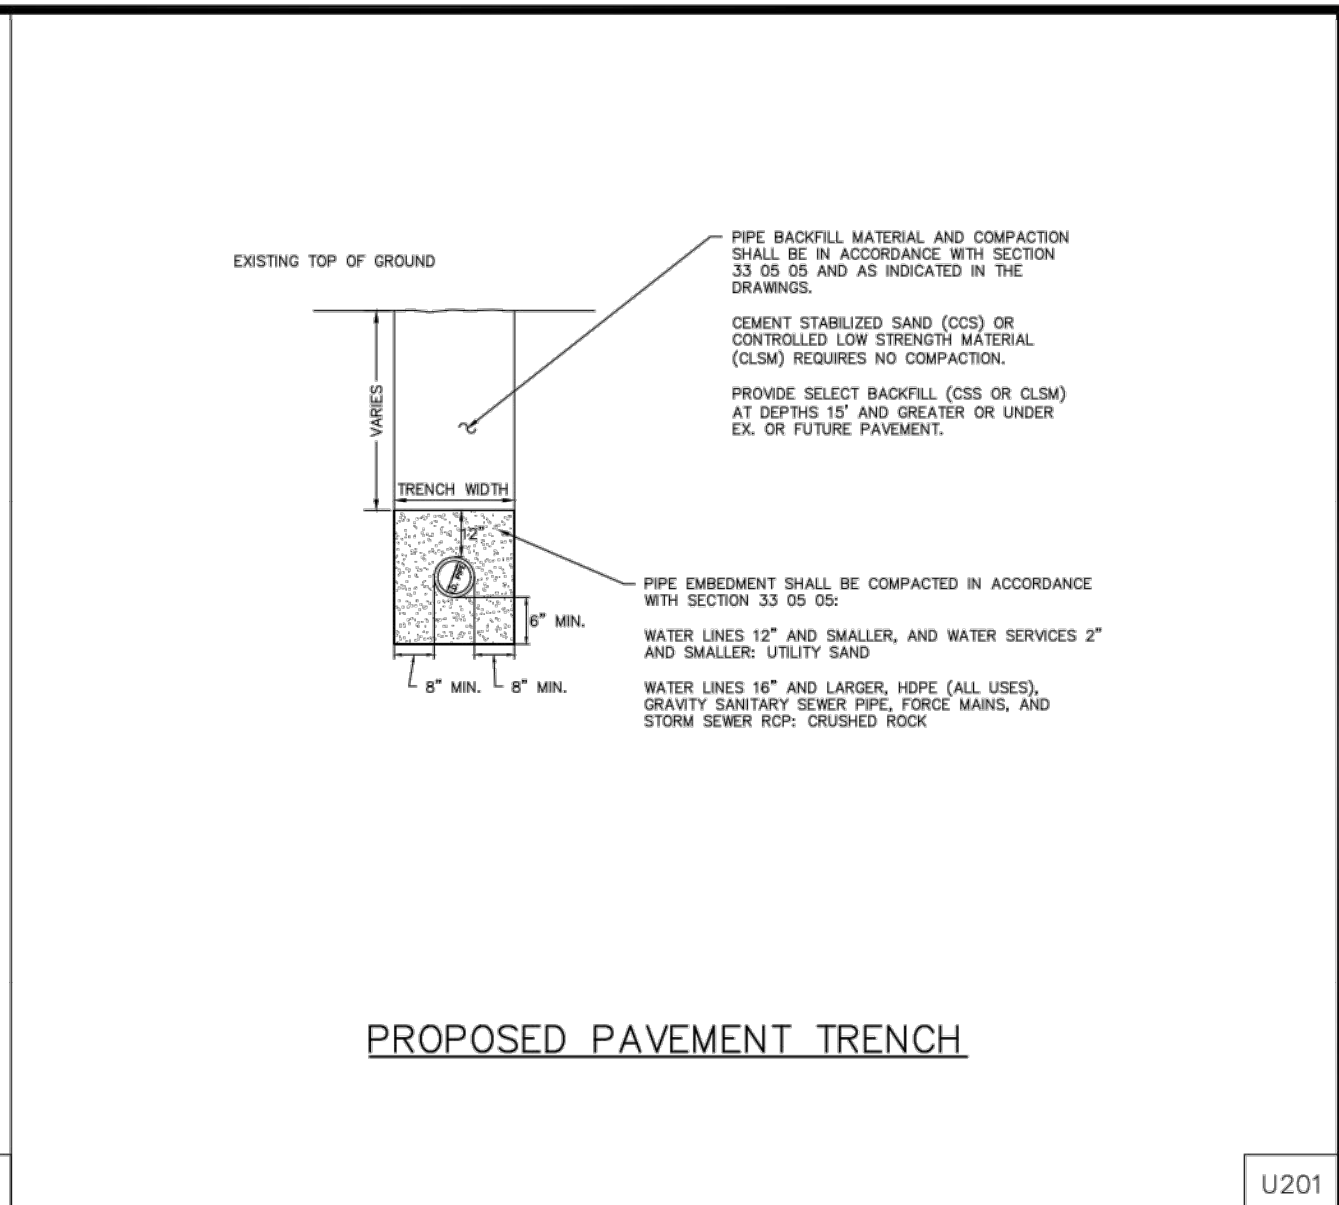 EXISTING TOP OF GROUND
PIPE BACKFILL MATERIAL AND COMPACTION
SHALL BE IN ACCORDANCE WITH SECTION
33 05 05 AND AS INDICATED IN THE
DRAWINGS.
CEMENT STABILIZED SAND (CCS) OR
CONTROLLED LOW STRENGTH MATERIAL
(CLSM) REQUIRES NO COMPACTION.
PROVIDE SELECT BACKFILL (CSS OR CLSM)
AT DEPTHS 15' AND GREATER OR UNDER
EX. OR FUTURE PAVEMENT.
VARIES
TRENCH WIDTH
12"
PIPE
6" MIN.
8" MIN.
8" MIN.
PIPE EMBEDMENT SHALL BE COMPACTED IN ACCORDANCE
WITH SECTION 33 05 05:
WATER LINES 12" AND SMALLER, AND WATER SERVICES 2"
AND SMALLER: UTILITY SAND
WATER LINES 16" AND LARGER, HDPE (ALL USES),
GRAVITY SANITARY SEWER PIPE, FORCE MAINS, AND
STORM SEWER RCP: CRUSHED ROCK
PROPOSED PAVEMENT TRENCH
U201